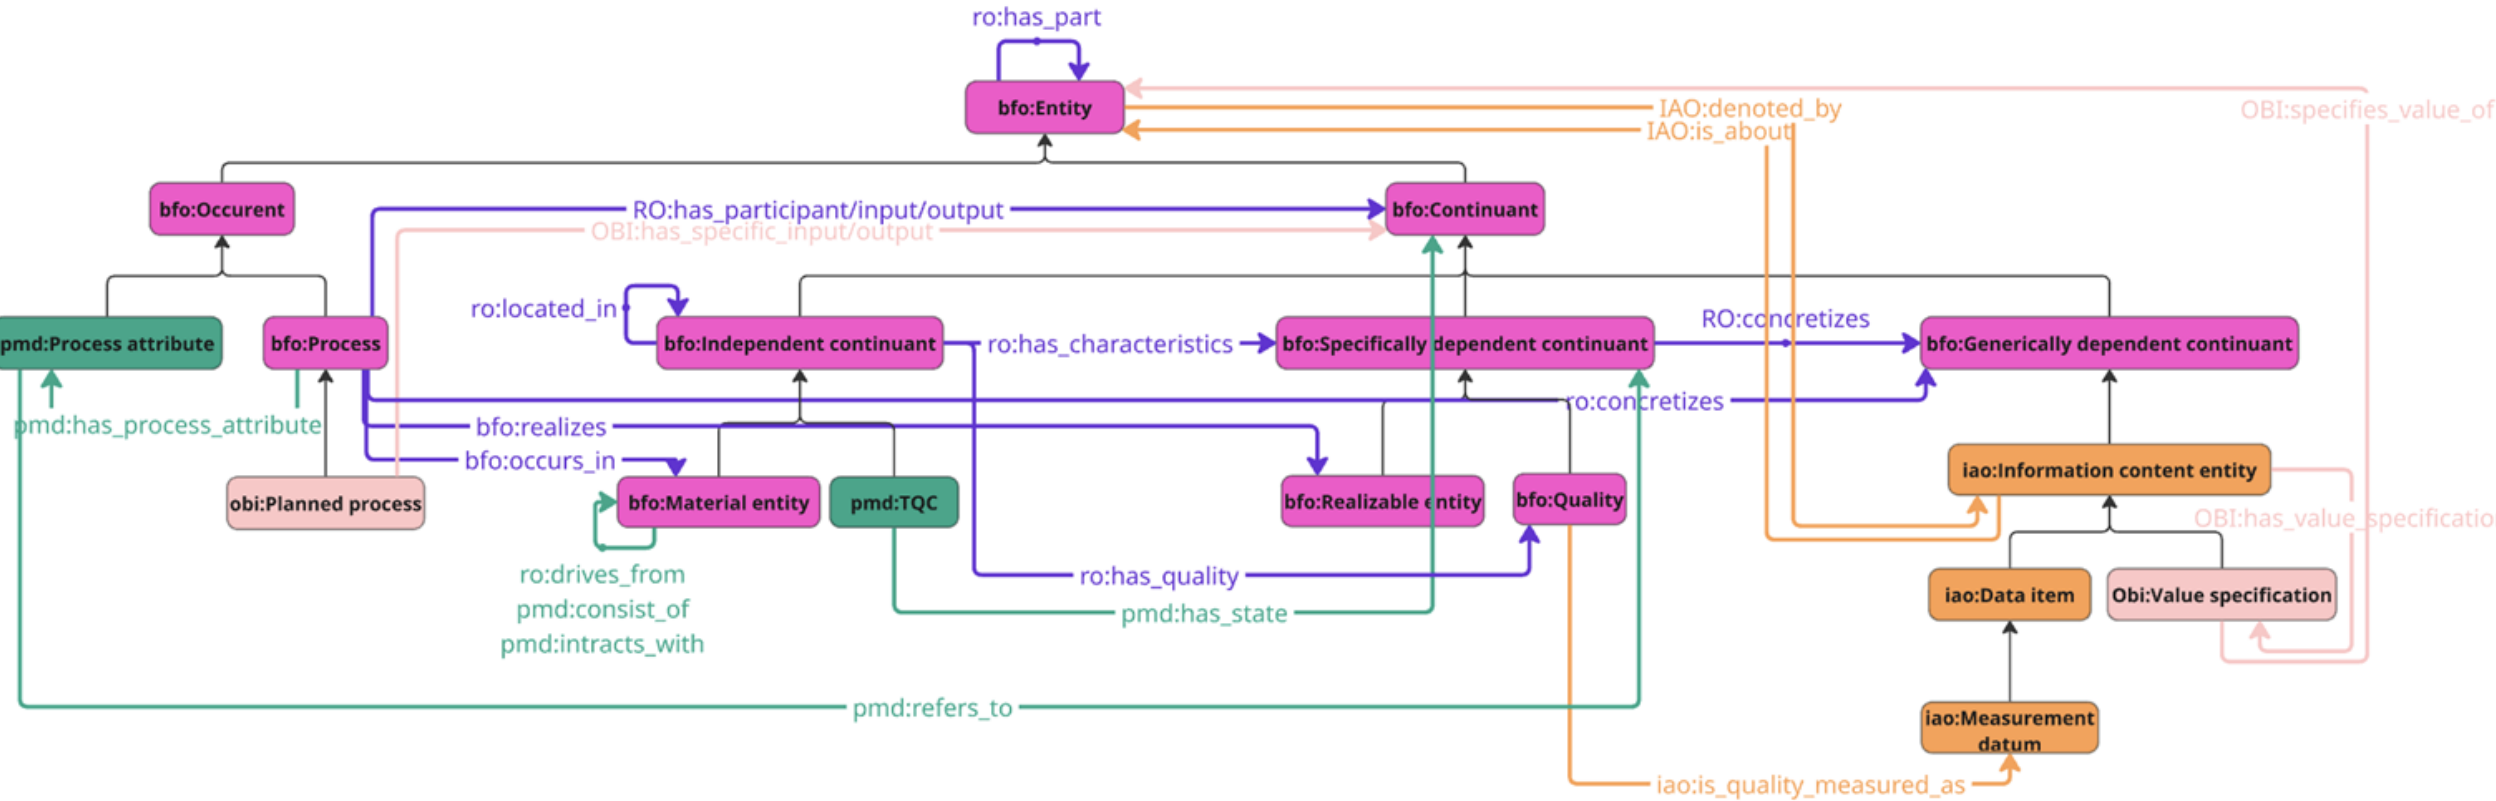 ro:has_part
bfo:Entity
IAO:denoted_by
OBI:specifies_value_of
IAO:is_about
bfo:Occurent
RO:has_participant/input/output
bfo:Continuant
OBI:has_specific_input/output
ro:located_in
RO:concretizes
pmd:Process attribute
bfo:Process
bfo:Independent continuant
ro:has_characteristics
bfo:Specifically dependent continuant
bfo:Generically dependent continuant
ro:concretizes
pmd:has_process_attribute
bfo:realizes
bfo:occurs_in
iao:Information content entity
obi:Planned process
bfo:Material entity
pmd:TQC
bfo:Realizable entity
bfo:Quality
OBI:has_value_specificatio
ro:drives_from
ro:has_quality
pmd:consist_of
pmd:has_state
iao:Data item
Obi:Value specification
pmd:intracts_with
pmd:refers_to
iao:Measurement
datum
iao:is_quality_measured_as